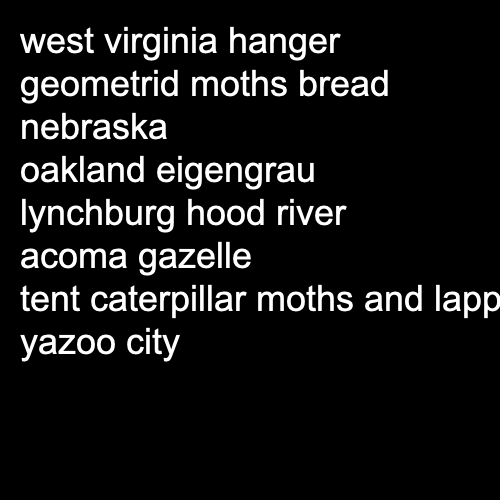 west virginia hanger
geometrid moths bread
nebraska
oakland eigengrau
lynchburg hood river
acoma gazelle
tent caterpillar moths and lapp
yazoo city